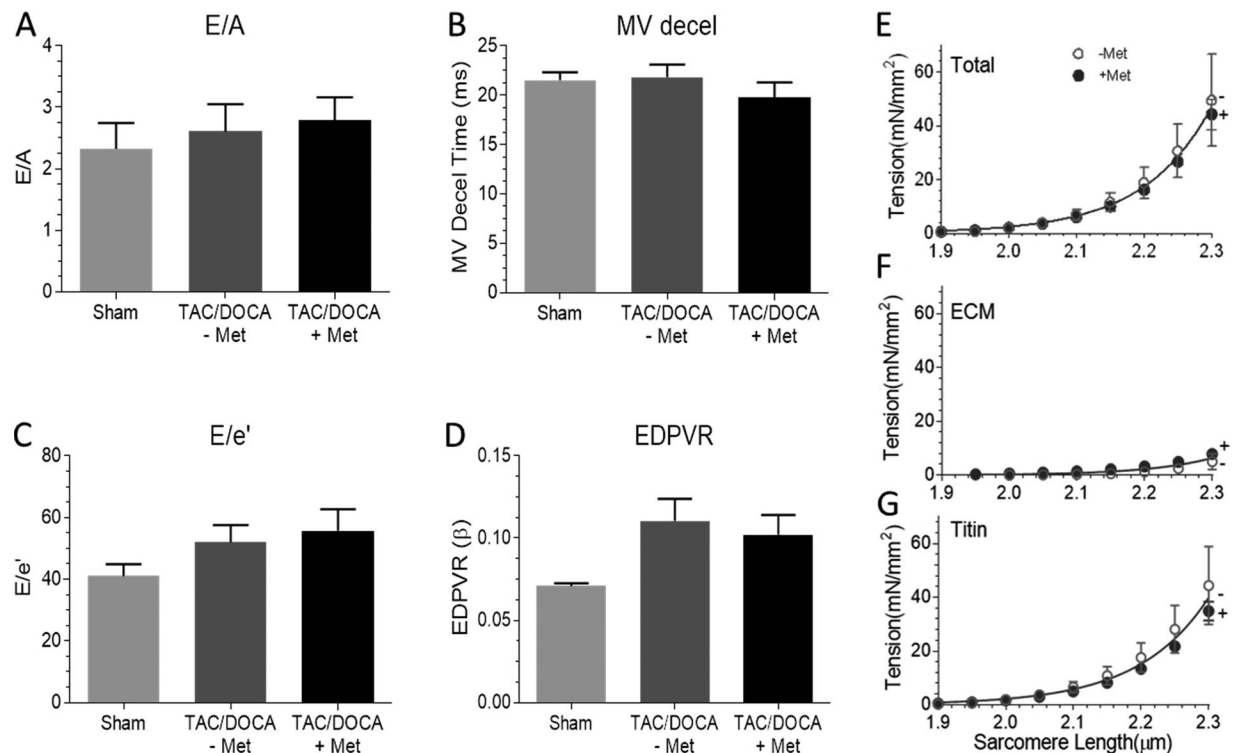 A
E/A
E/A
4
3
2
1
0
Sham
TAC/DOCA
- Met
TAC/DOCA
+ Met
B
MV decel
MV Decel Time (ms)
25
20
15
10
5
0
Sham
TAC/DOCA
- Met
TAC/DOCA
+ Met
C
E/e'
E/e'
80
60
40
20
0
Sham
TAC/DOCA
- Met
TAC/DOCA
+ Met
D
EDPVR
EDPVR (β)
0.15
0.10
0.05
0.00
Sham
TAC/DOCA
- Met
TAC/DOCA
+ Met
E
Total
-Met
+Met
Tension(mN/mm²)
60
40
20
0
-
+
1.9 2.0 2.1 2.2 2.3
F
ECM
Tension(mN/mm²)
60
40
20
0
+
-
1.9 2.0 2.1 2.2 2.3
G
Titin
Tension(mN/mm²)
60
40
20
0
-
+
1.9 2.0 2.1 2.2 2.3
Sarcomere Length(μm)